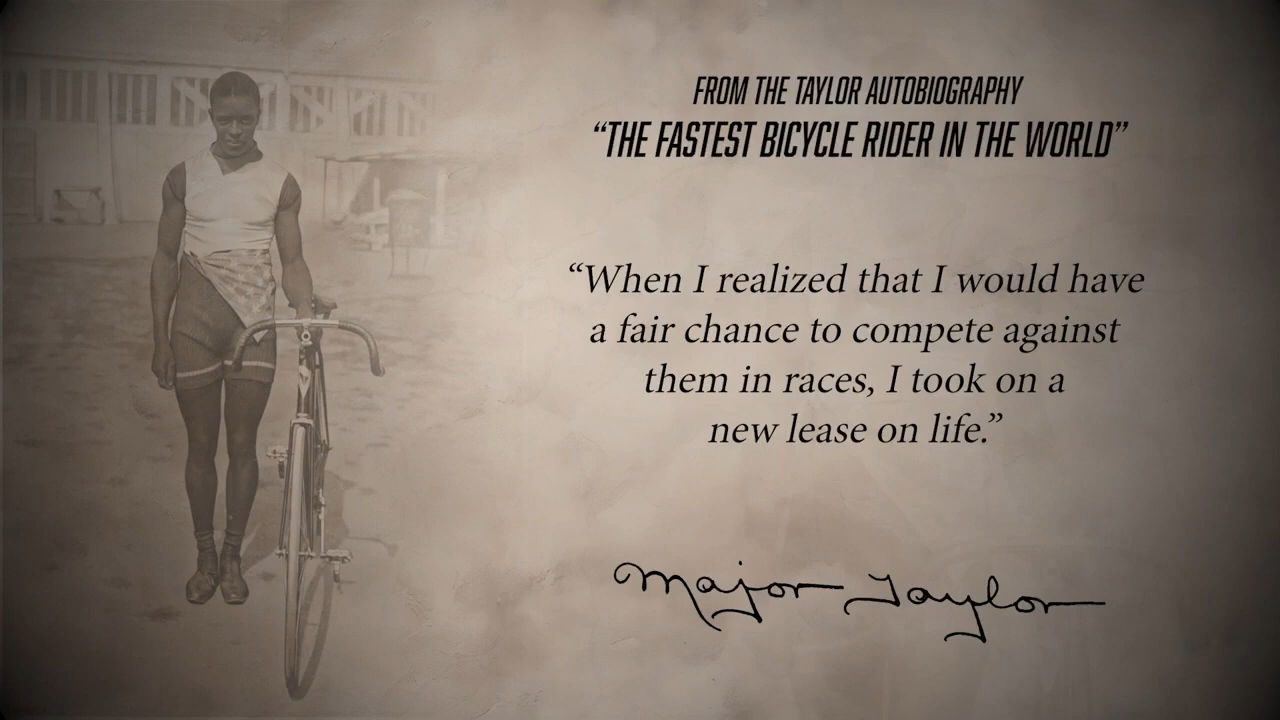 FROM THE TAYLOR AUTOBIOGRAPHY
“THE FASTEST BICYCLE RIDER IN THE WORLD”
“When I realized that I would have
a fair chance to compete against
them in races, I took on a
new lease on life.”
Major Taylor